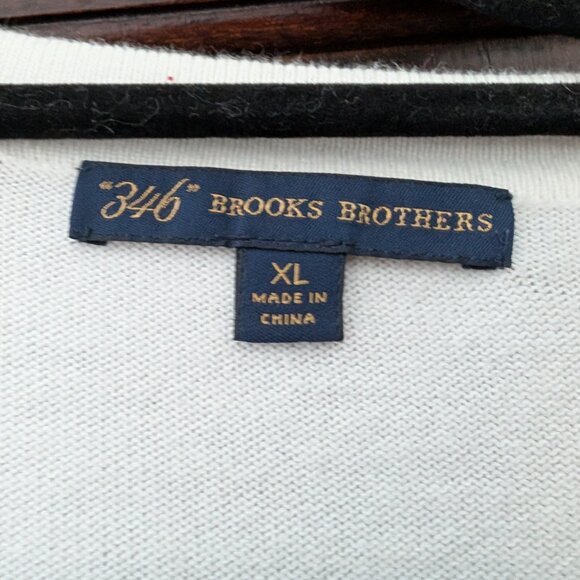 "346" BROOKS BROTHERS
XL
MADE IN
CHINA